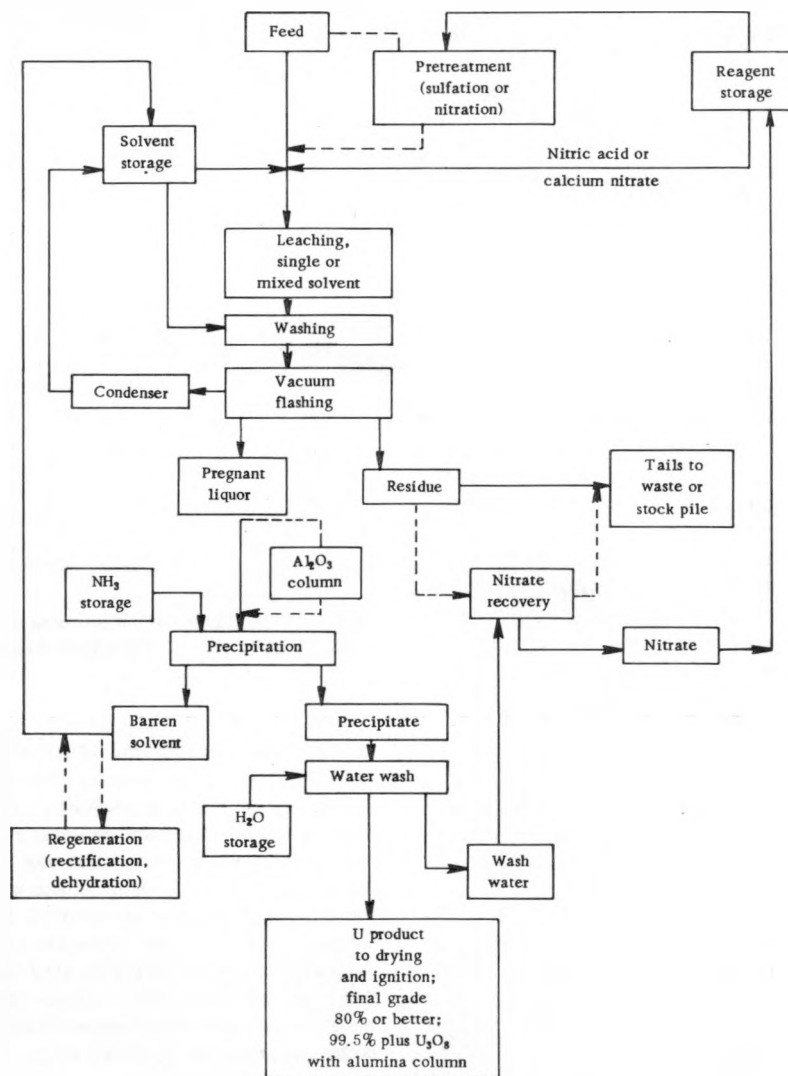 Feed
Pretreatment
(sulfation or
nitration)
Reagent
storage
Solvent
storage
Nitric acid or
calcium nitrate
Leaching,
single or
mixed solvent
Washing
Vacuum
flashing
Condenser
Pregnant
liquor
Residue
Tails to
waste or
stock pile
Al₂O₃
column
NH₃
storage
Nitrate
recovery
Precipitation
Nitrate
Barren
solvent
Precipitate
Water wash
H₂O
storage
Regeneration
(rectification,
dehydration)
Wash
water
U product
to drying
and ignition;
final grade
80% or better;
99.5% plus U₃O₈
with alumina column